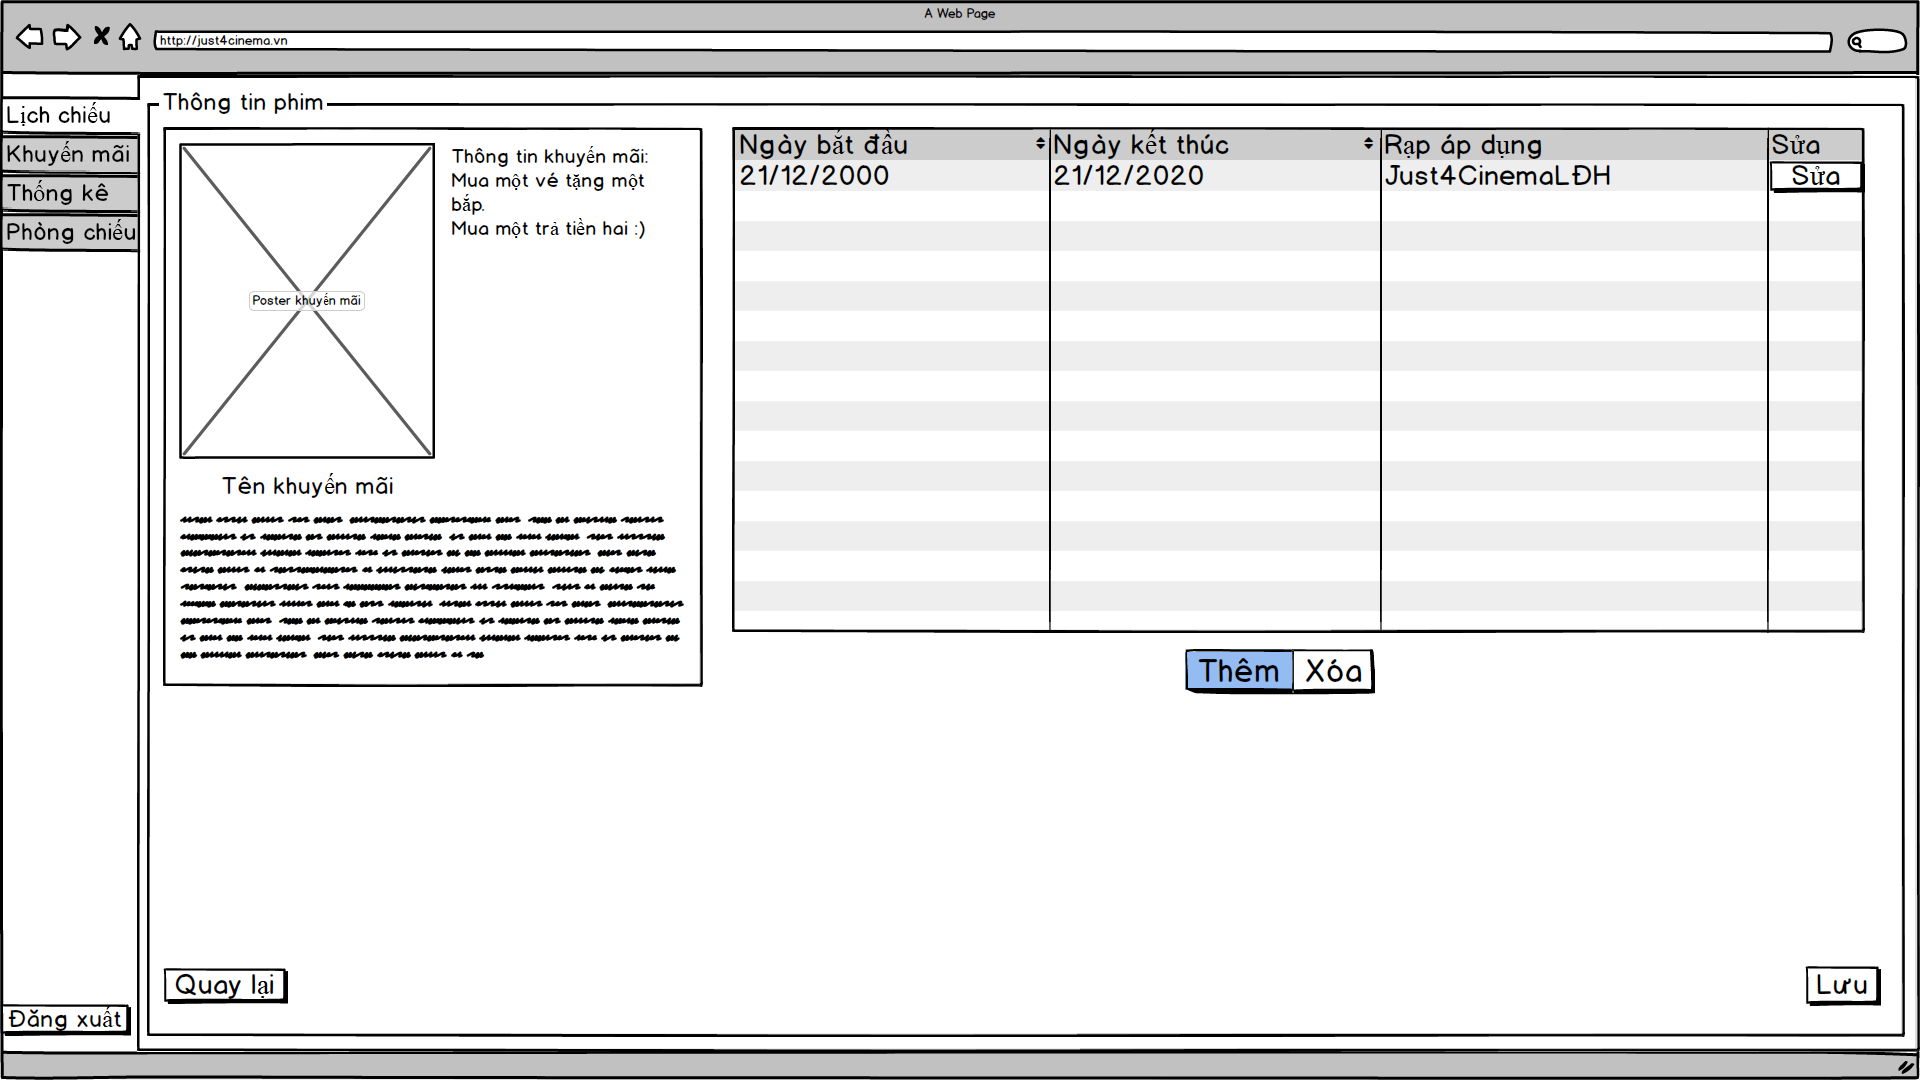 A Web Page
http://just4cinema.vn
Lịch chiếu
Khuyến mãi
Thống kê
Phòng chiếu
Đăng xuất
Thông tin phim
Poster khuyến mãi
Thông tin khuyến mãi:
Mua một vé tặng một
bắp.
Mua một trả tiền hai :)
Tên khuyến mãi
Ngày bắt đầu Ngày kết thúc Rạp áp dụng Sửa
21/12/2000 21/12/2020 Just4CinemaLĐH Sửa
Thêm Xóa
Quay lại
Lưu